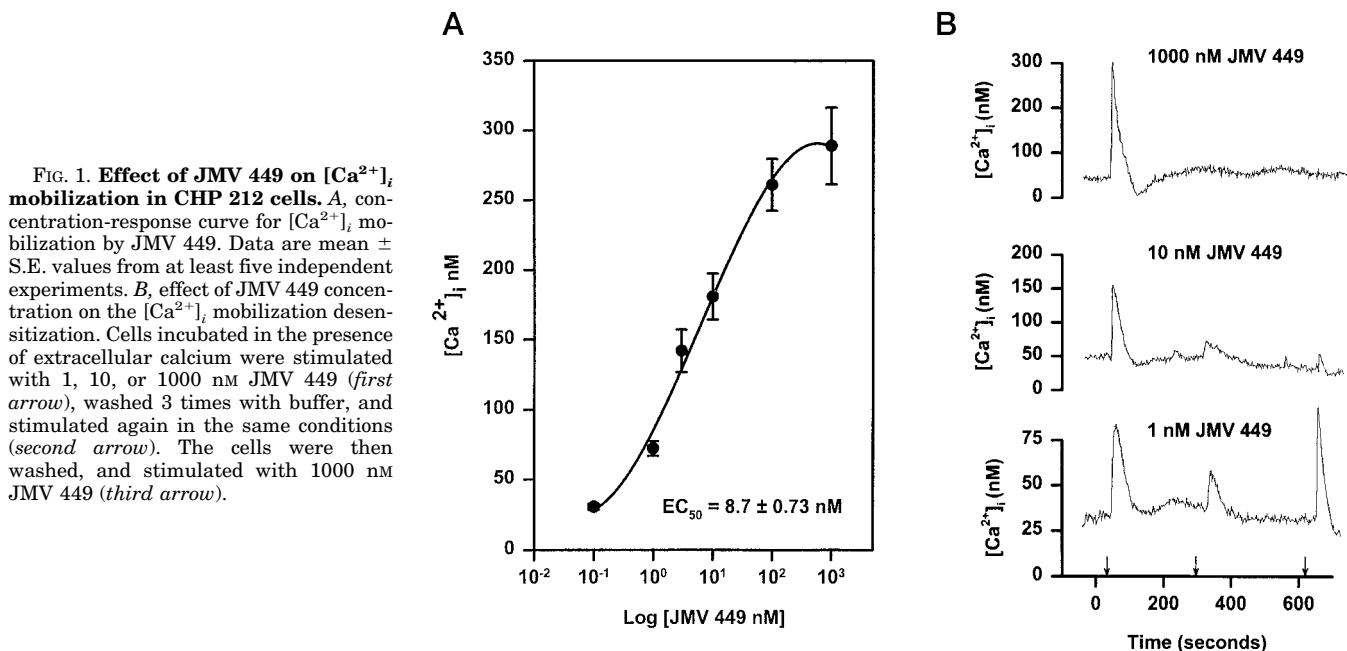 FIG. 1. Effect of JMV 449 on [Ca²⁺]ᵢ
mobilization in CHP 212 cells. A, con-
centration-response curve for [Ca²⁺]ᵢ mo-
bilization by JMV 449. Data are mean ±
S.E. values from at least five independent
experiments. B, effect of JMV 449 concen-
tration on the [Ca²⁺]ᵢ mobilization desen-
sitization. Cells incubated in the presence
of extracellular calcium were stimulated
with 1, 10, or 1000 nM JMV 449 (first
arrow), washed 3 times with buffer, and
stimulated again in the same conditions
(second arrow). The cells were then
washed, and stimulated with 1000 nM
JMV 449 (third arrow).
A
[Ca ²⁺]ᵢ nM
350
300
250
200
150
100
50
0
EC₅₀ = 8.7 ± 0.73 nM
10⁻² 10⁻¹ 10⁰ 10¹ 10² 10³
Log [JMV 449 nM]
B
1000 nM JMV 449
[Ca²⁺]ᵢ (nM)
300
200
100
0
10 nM JMV 449
[Ca²⁺]ᵢ (nM)
200
150
100
50
0
1 nM JMV 449
[Ca²⁺]ᵢ (nM)
75
50
25
0
0 200 400 600
Time (seconds)